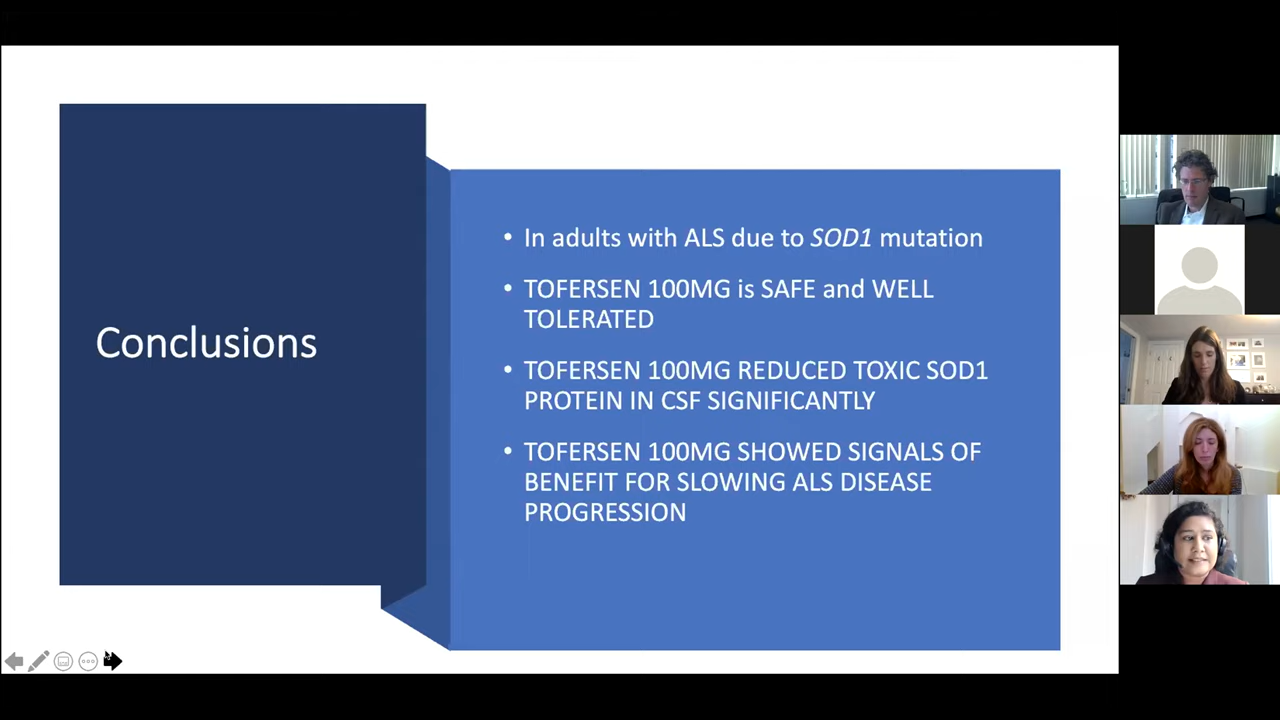 Conclusions
• In adults with ALS due to SOD1 mutation
• TOFERSEN 100MG is SAFE and WELL
TOLERATED
• TOFERSEN 100MG REDUCED TOXIC SOD1
PROTEIN IN CSF SIGNIFICANTLY
• TOFERSEN 100MG SHOWED SIGNALS OF
BENEFIT FOR SLOWING ALS DISEASE
PROGRESSION